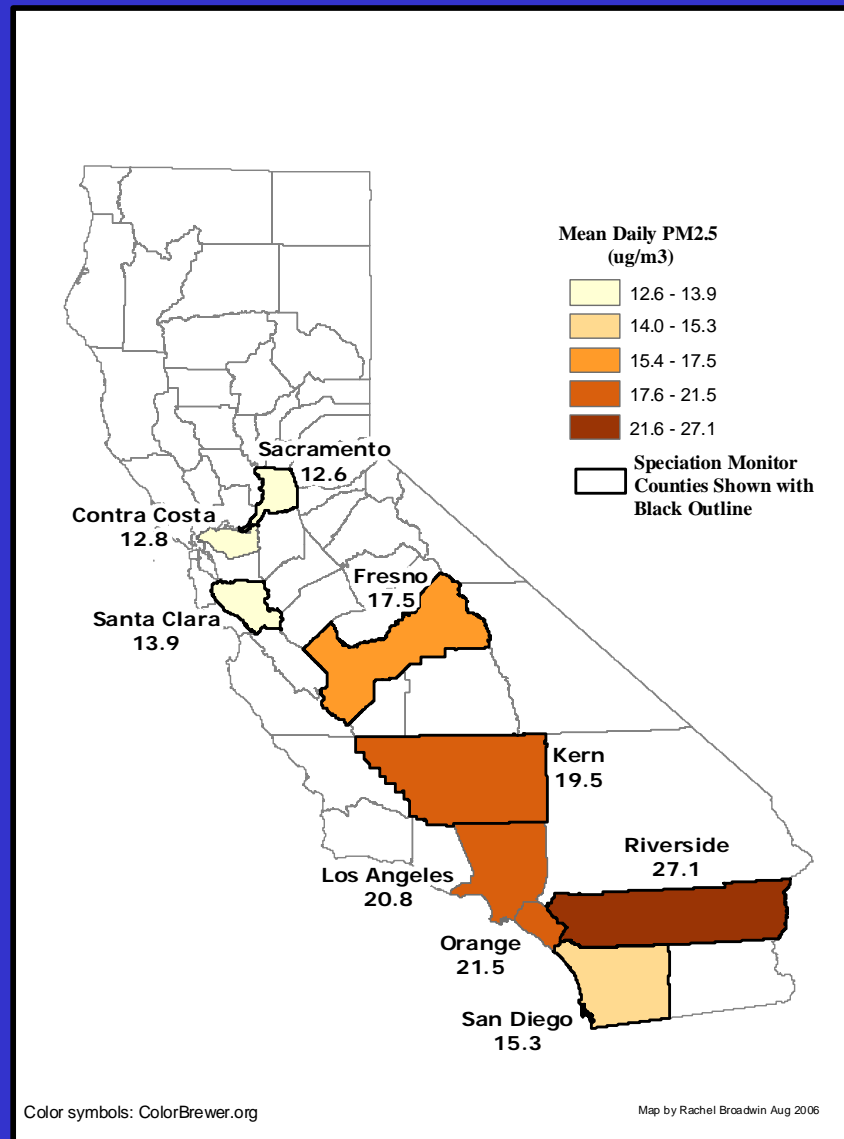 Mean Daily PM2.5
(ug/m3)
12.6 - 13.9
14.0 - 15.3
15.4 - 17.5
17.6 - 21.5
21.6 - 27.1
Speciation Monitor
Counties Shown with
Black Outline
Sacramento
12.6
Contra Costa
12.8
Fresno
17.5
Santa Clara
13.9
Kern
19.5
Riverside
27.1
Los Angeles
20.8
Orange
21.5
San Diego
15.3
Color symbols: ColorBrewer.org
Map by Rachel Broadwin Aug 2006